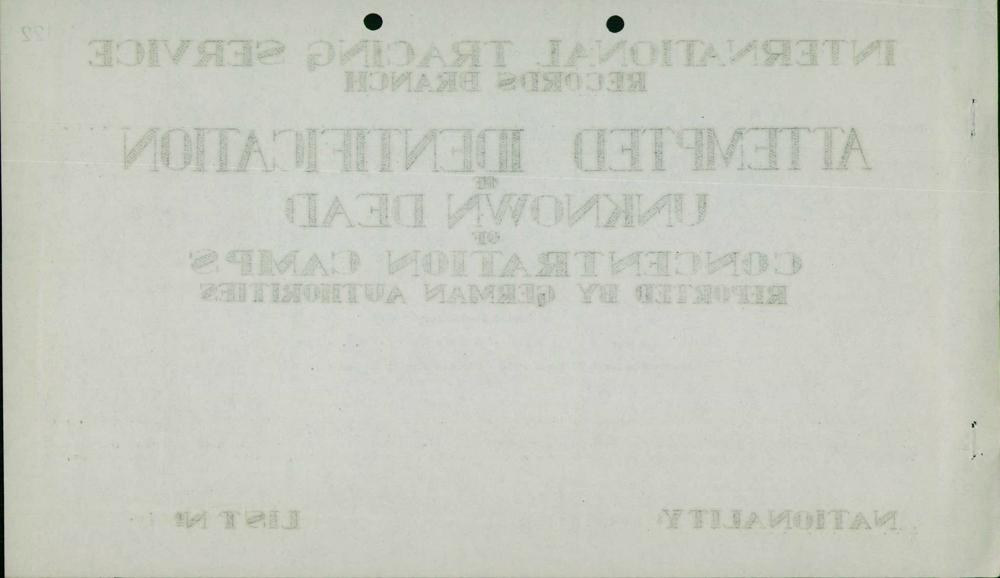 122
INTERNATIONAL TRACING SERVICE
RECORDS BRANCH
ATTEMPTED IDENTIFICATION
OF
UNKNOWN DEAD
OF
CONCENTRATION CAMPS
REPORTED BY GERMAN AUTHORITIES
NATIONALITY LIST Nº